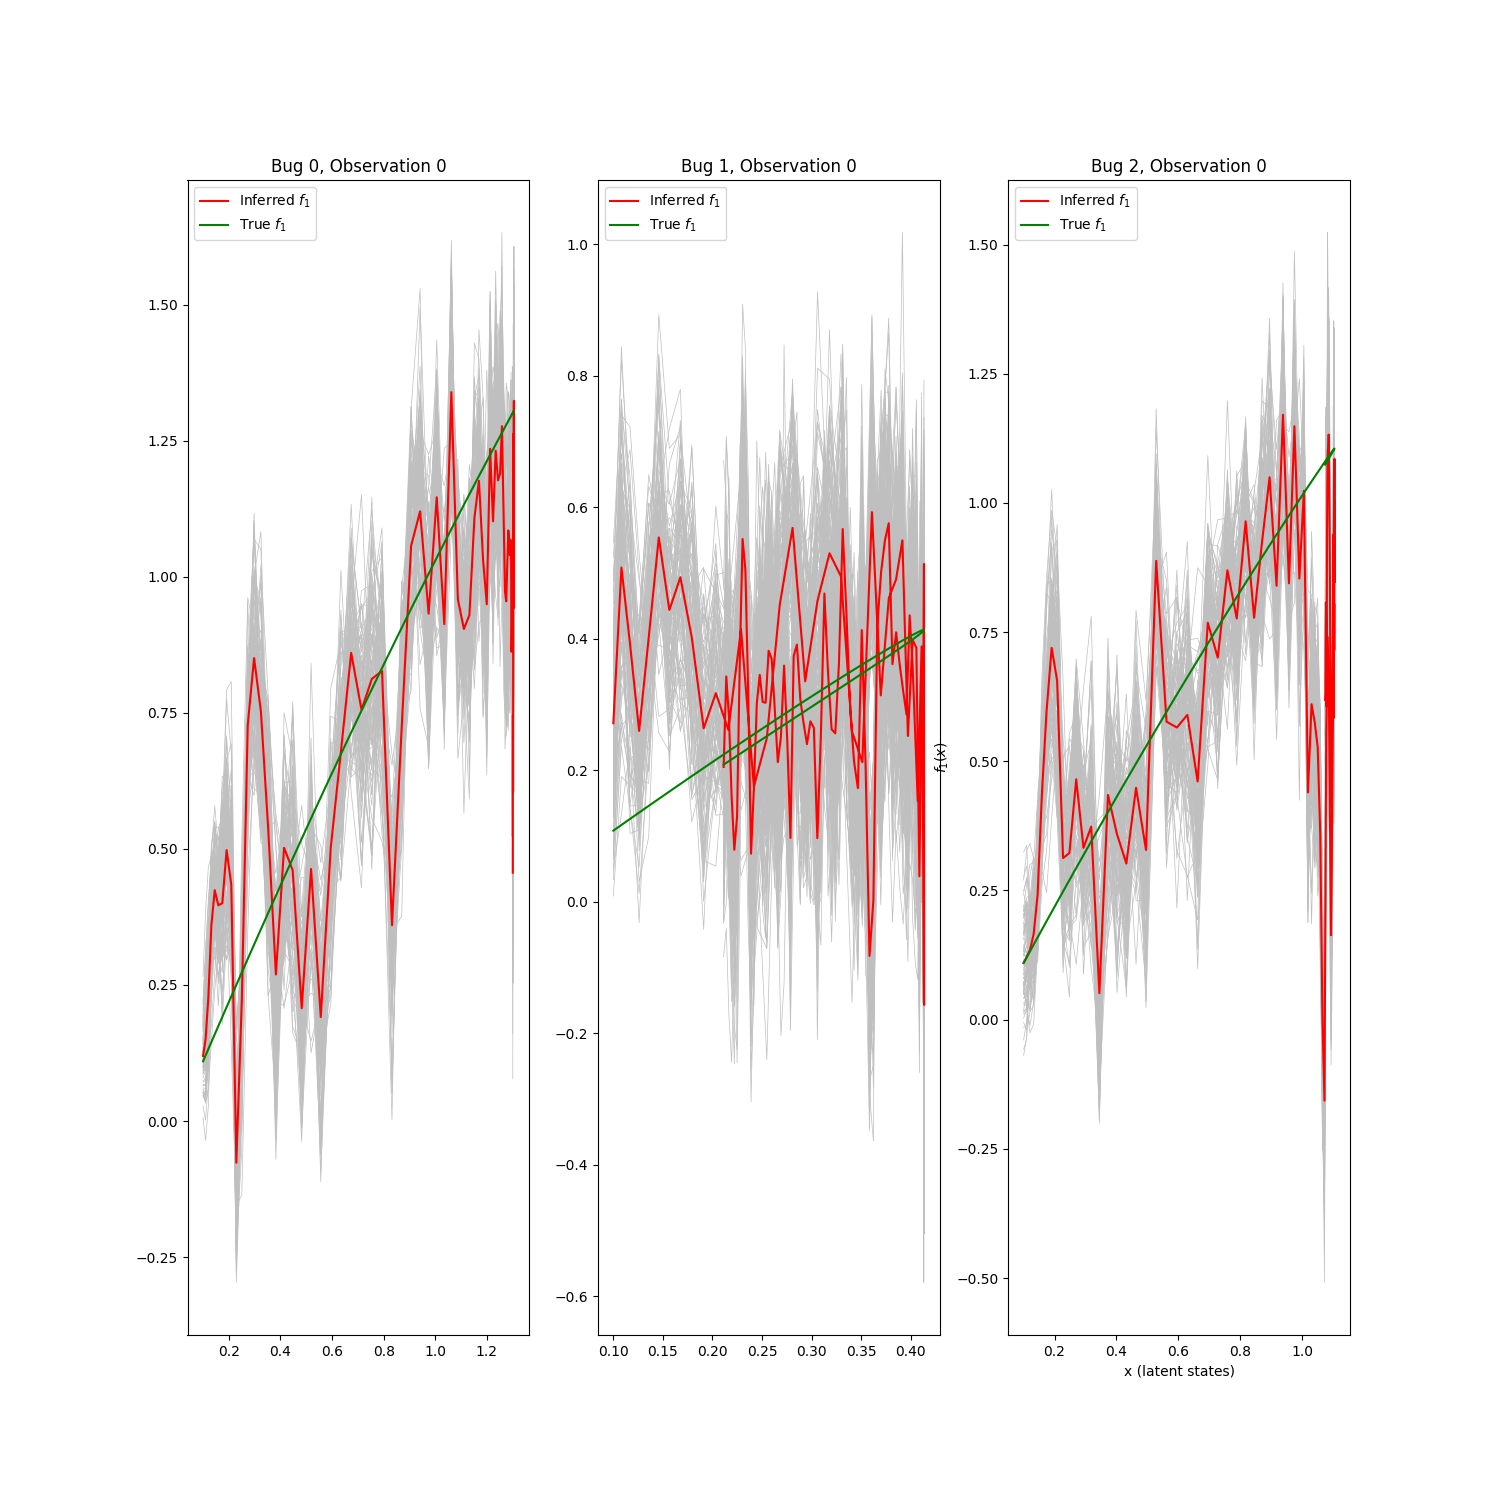 Bug 0, Observation 0
Inferred f₁
True f₁
1.50
1.25
1.00
0.75
0.50
0.25
0.00
−0.25
0.2 0.4 0.6 0.8 1.0 1.2
Bug 1, Observation 0
Inferred f₁
True f₁
1.0
0.8
0.6
0.4
0.2
0.0
−0.2
−0.4
−0.6
0.10 0.15 0.20 0.25 0.30 0.35 0.40
Bug 2, Observation 0
Inferred f₁
True f₁
f₁(x)
1.50
1.25
1.00
0.75
0.50
0.25
0.00
−0.25
−0.50
0.2 0.4 0.6 0.8 1.0
x (latent states)